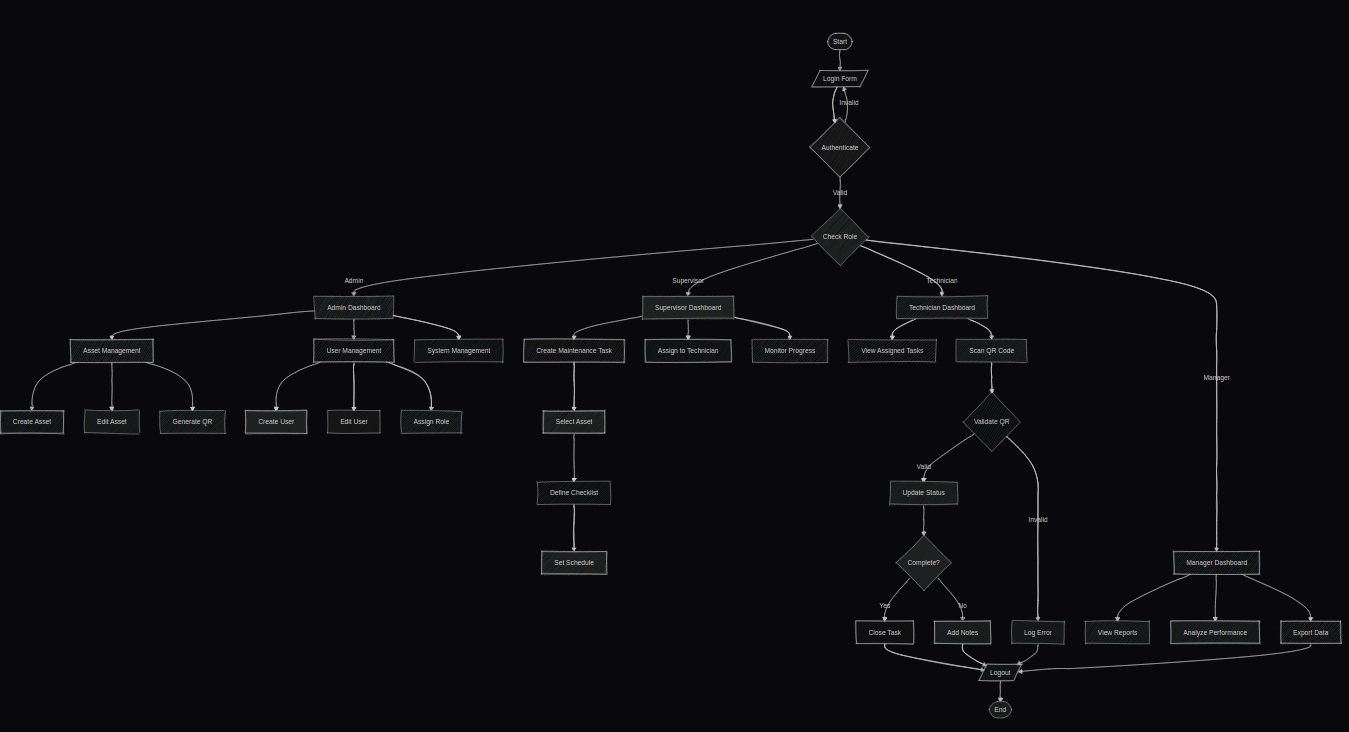 Start
Login Form
Invalid
Authenticate
Valid
Check Role
Admin
Supervisor
Technician
Admin Dashboard
Supervisor Dashboard
Technician Dashboard
Asset Management
User Management
System Management
Create Maintenance Task
Assign to Technician
Monitor Progress
View Assigned Tasks
Scan QR Code
Manager
Create Asset
Edit Asset
Generate QR
Create User
Edit User
Assign Role
Select Asset
Validate QR
Valid
Define Checklist
Update Status
Invalid
Set Schedule
Complete?
Manager Dashboard
Yes
No
Close Task
Add Notes
Log Error
View Reports
Analyze Performance
Export Data
Logout
End